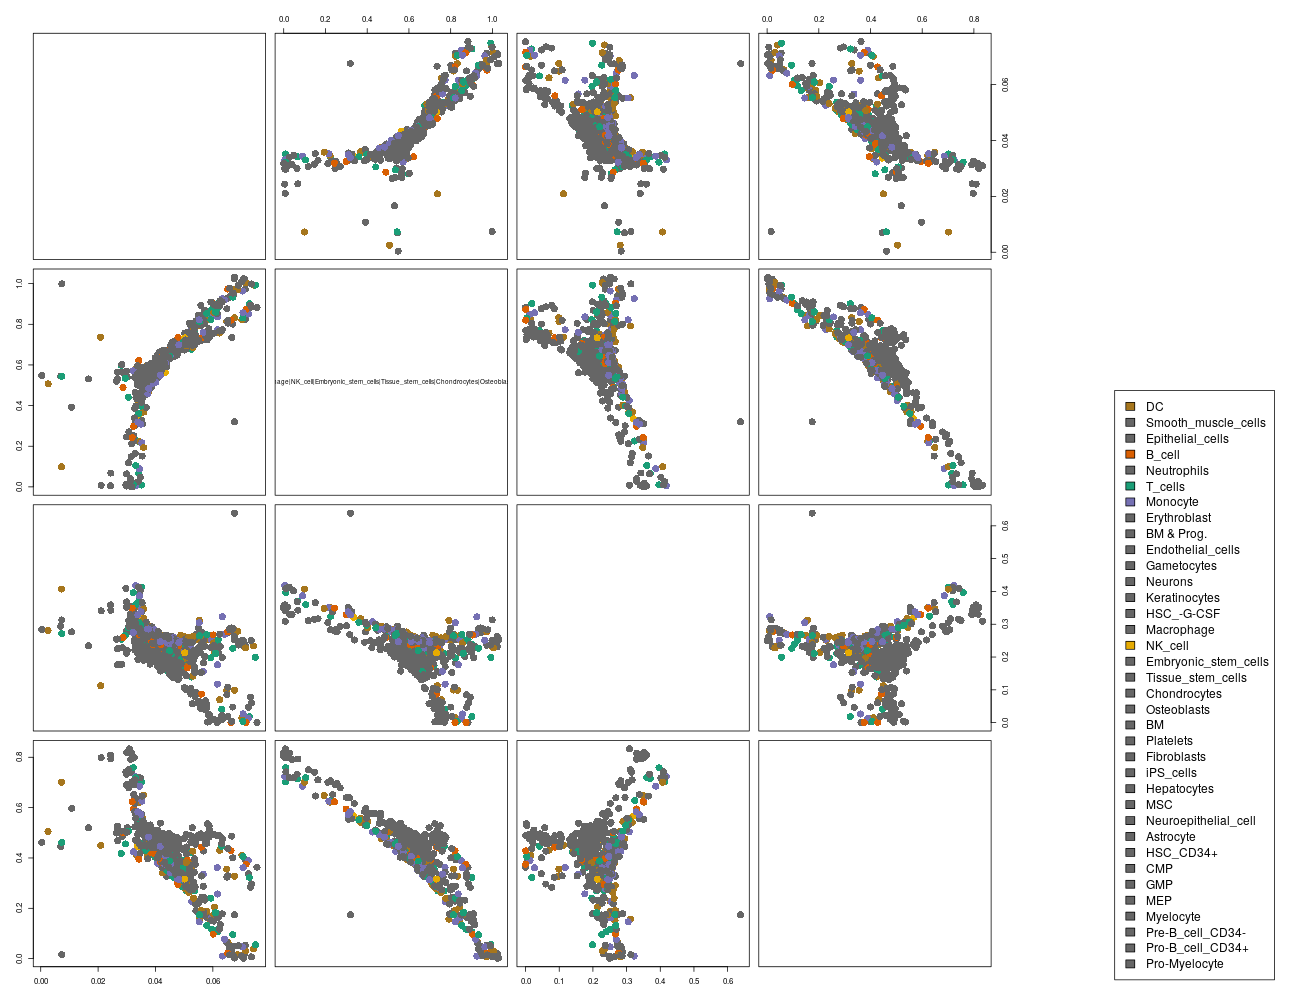 0.0 0.2 0.4 0.6 0.8 1.0
0.0 0.2 0.4 0.6 0.8
0.00 0.02 0.04 0.06
0.0 0.2 0.4 0.6 0.8 1.0
age|NK_cell|Embryonic_stem_cells|Tissue_stem_cells|Chondrocytes|Osteobla
0.0 0.1 0.2 0.3 0.4 0.5 0.6
0.0 0.2 0.4 0.6 0.8
0.00 0.02 0.04 0.06
0.0 0.1 0.2 0.3 0.4 0.5 0.6
DC
Smooth_muscle_cells
Epithelial_cells
B_cell
Neutrophils
T_cells
Monocyte
Erythroblast
BM & Prog.
Endothelial_cells
Gametocytes
Neurons
Keratinocytes
HSC_-G-CSF
Macrophage
NK_cell
Embryonic_stem_cells
Tissue_stem_cells
Chondrocytes
Osteoblasts
BM
Platelets
Fibroblasts
iPS_cells
Hepatocytes
MSC
Neuroepithelial_cell
Astrocyte
HSC_CD34+
CMP
GMP
MEP
Myelocyte
Pre-B_cell_CD34-
Pro-B_cell_CD34+
Pro-Myelocyte